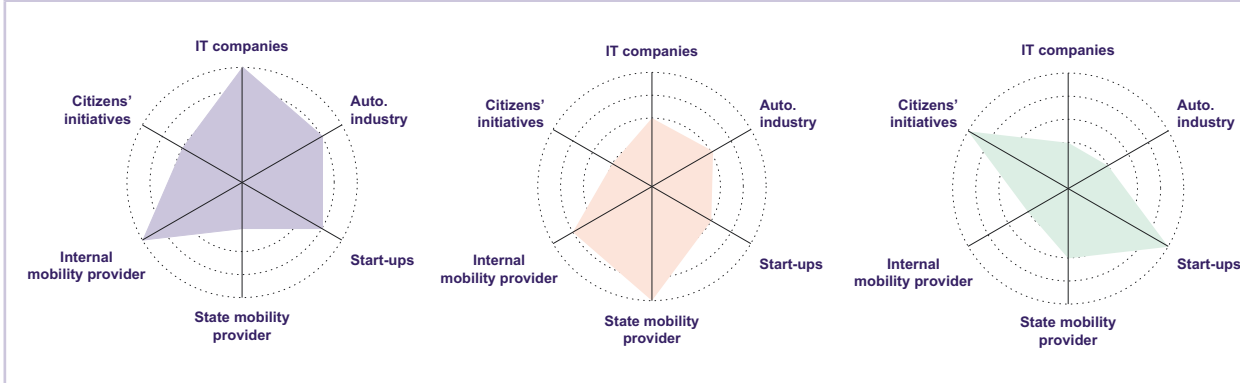 IT companies
Citizens'
initiatives
Auto.
industry
Internal
mobility provider
Start-ups
State mobility
provider
IT companies
Citizens'
initiatives
Auto.
industry
Internal
mobility provider
Start-ups
State mobility
provider
IT companies
Citizens'
initiatives
Auto.
industry
Internal
mobility provider
Start-ups
State mobility
provider